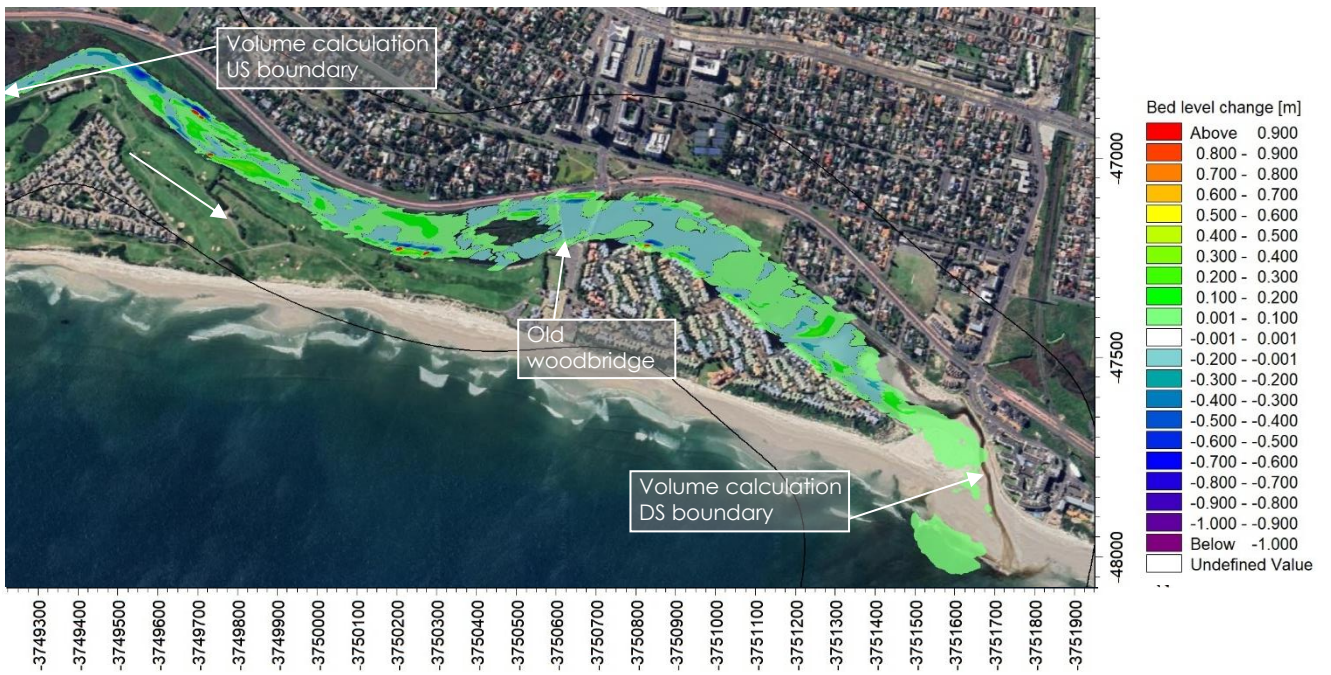 Volume calculation
US boundary
Old
woodbridge
Volume calculation
DS boundary
-47000
-47500
-48000
-3749300
-3749400
-3749500
-3749600
-3749700
-3749800
-3749900
-3750000
-3750100
-3750200
-3750300
-3750400
-3750500
-3750600
-3750700
-3750800
-3750900
-3751000
-3751100
-3751200
-3751300
-3751400
-3751500
-3751600
-3751700
-3751800
-3751900
Bed level change [m]
Above 0.900
0.800 - 0.900
0.700 - 0.800
0.600 - 0.700
0.500 - 0.600
0.400 - 0.500
0.300 - 0.400
0.200 - 0.300
0.100 - 0.200
0.001 - 0.100
-0.001 - 0.001
-0.200 - -0.001
-0.300 - -0.200
-0.400 - -0.300
-0.500 - -0.400
-0.600 - -0.500
-0.700 - -0.600
-0.800 - -0.700
-0.900 - -0.800
-1.000 - -0.900
Below -1.000
Undefined Value